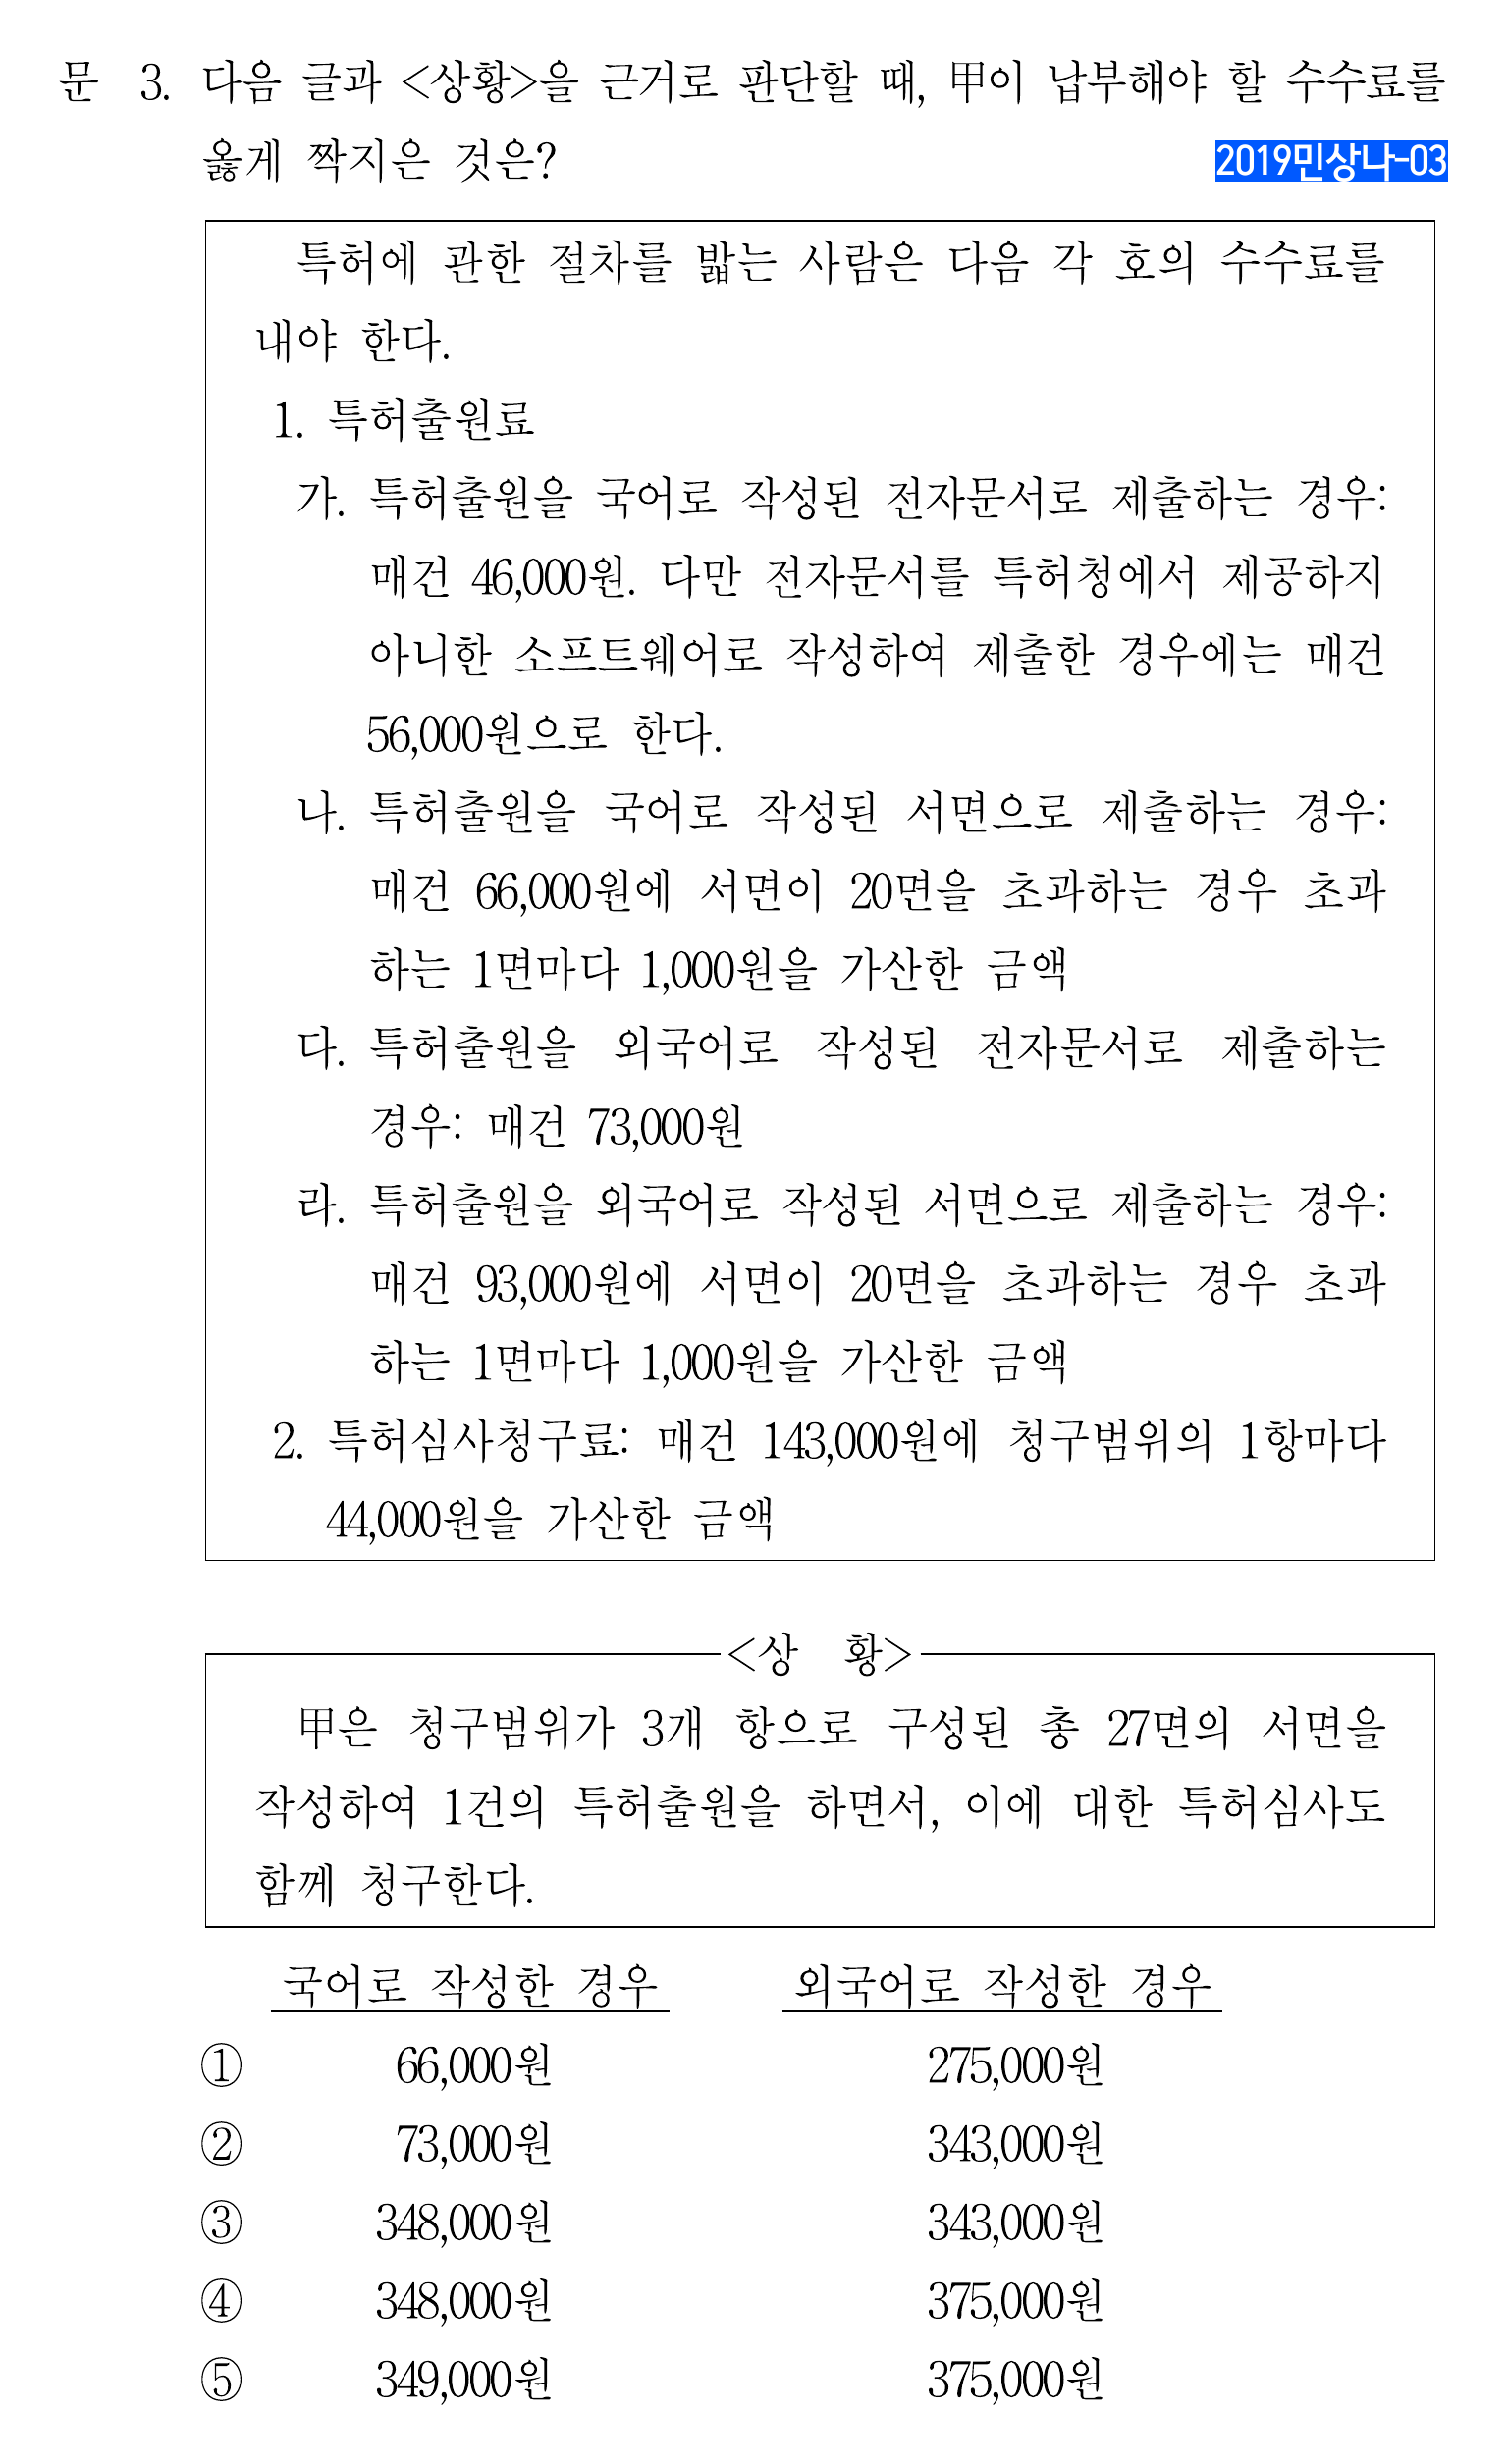 문 3. 다음 글과 <상황>을 근거로 판단할 때, 甲이 납부해야 할 수수료를
옳게 짝지은 것은?
2019민상나-03
특허에 관한 절차를 밟는 사람은 다음 각 호의 수수료를
내야 한다.
1. 특허출원료
가. 특허출원을 국어로 작성된 전자문서로 제출하는 경우:
매건 46,000원. 다만 전자문서를 특허청에서 제공하지
아니한 소프트웨어로 작성하여 제출한 경우에는 매건
56,000원으로 한다.
나. 특허출원을 국어로 작성된 서면으로 제출하는 경우:
매건 66,000원에 서면이 20면을 초과하는 경우 초과
하는 1면마다 1,000원을 가산한 금액
다. 특허출원을 외국어로 작성된 전자문서로 제출하는
경우: 매건 73,000원
라. 특허출원을 외국어로 작성된 서면으로 제출하는 경우:
매건 93,000원에 서면이 20면을 초과하는 경우 초과
하는 1면마다 1,000원을 가산한 금액
2. 특허심사청구료: 매건 143,000원에 청구범위의 1항마다
44,000원을 가산한 금액
<상 황>
甲은 청구범위가 3개 항으로 구성된 총 27면의 서면을
작성하여 1건의 특허출원을 하면서, 이에 대한 특허심사도
함께 청구한다.
국어로 작성한 경우 외국어로 작성한 경우
① 66,000원 275,000원
② 73,000원 343,000원
③ 348,000원 343,000원
④ 348,000원 375,000원
⑤ 349,000원 375,000원